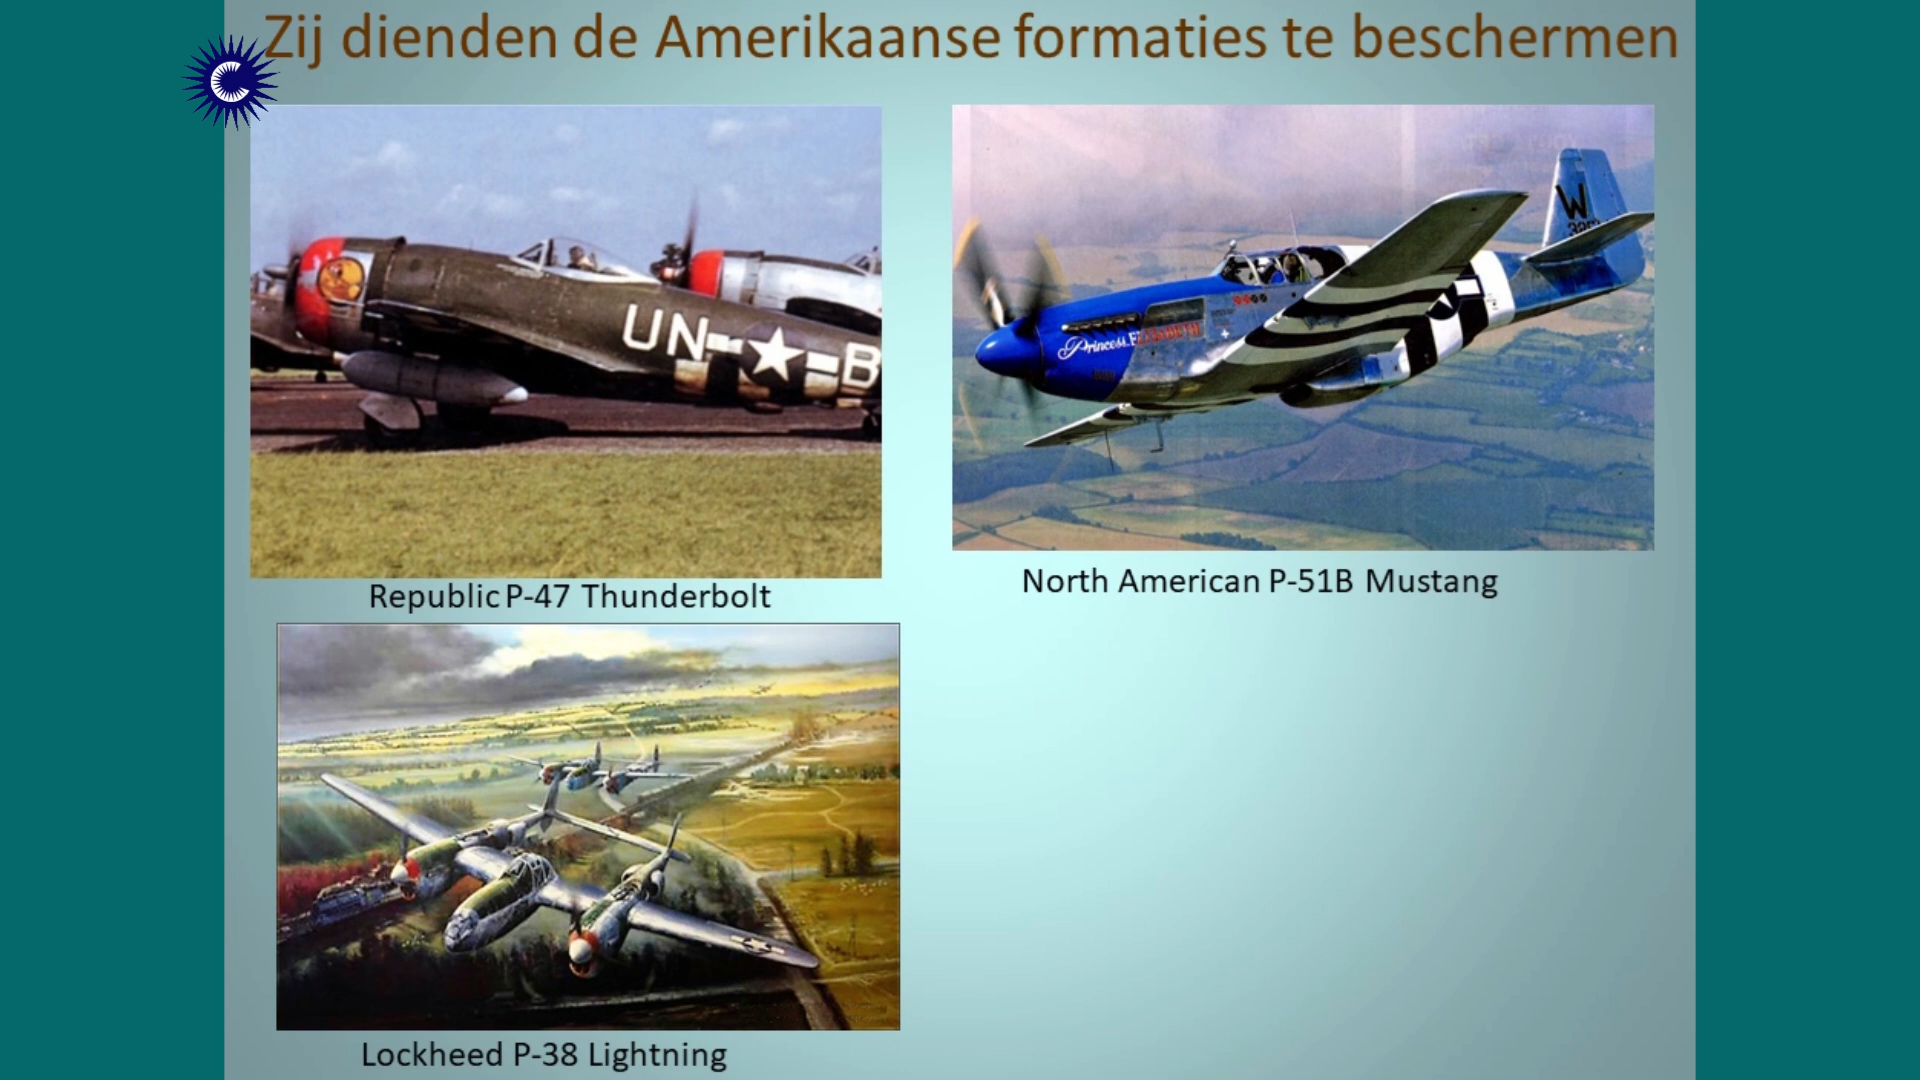 Zij dienden de Amerikaanse formaties te beschermen
C
UN B
W
Princess Elizabeth
Republic P-47 Thunderbolt
North American P-51B Mustang
Lockheed P-38 Lightning